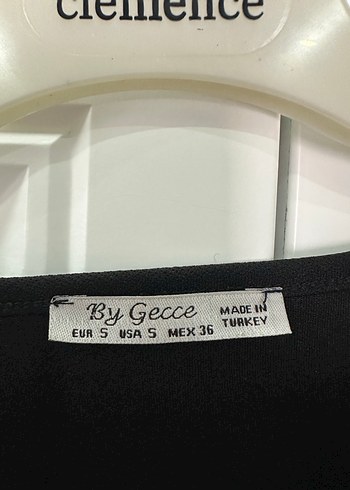 clemence
By Gecce
EUR S USA S MEX 36
MADE IN
TURKEY